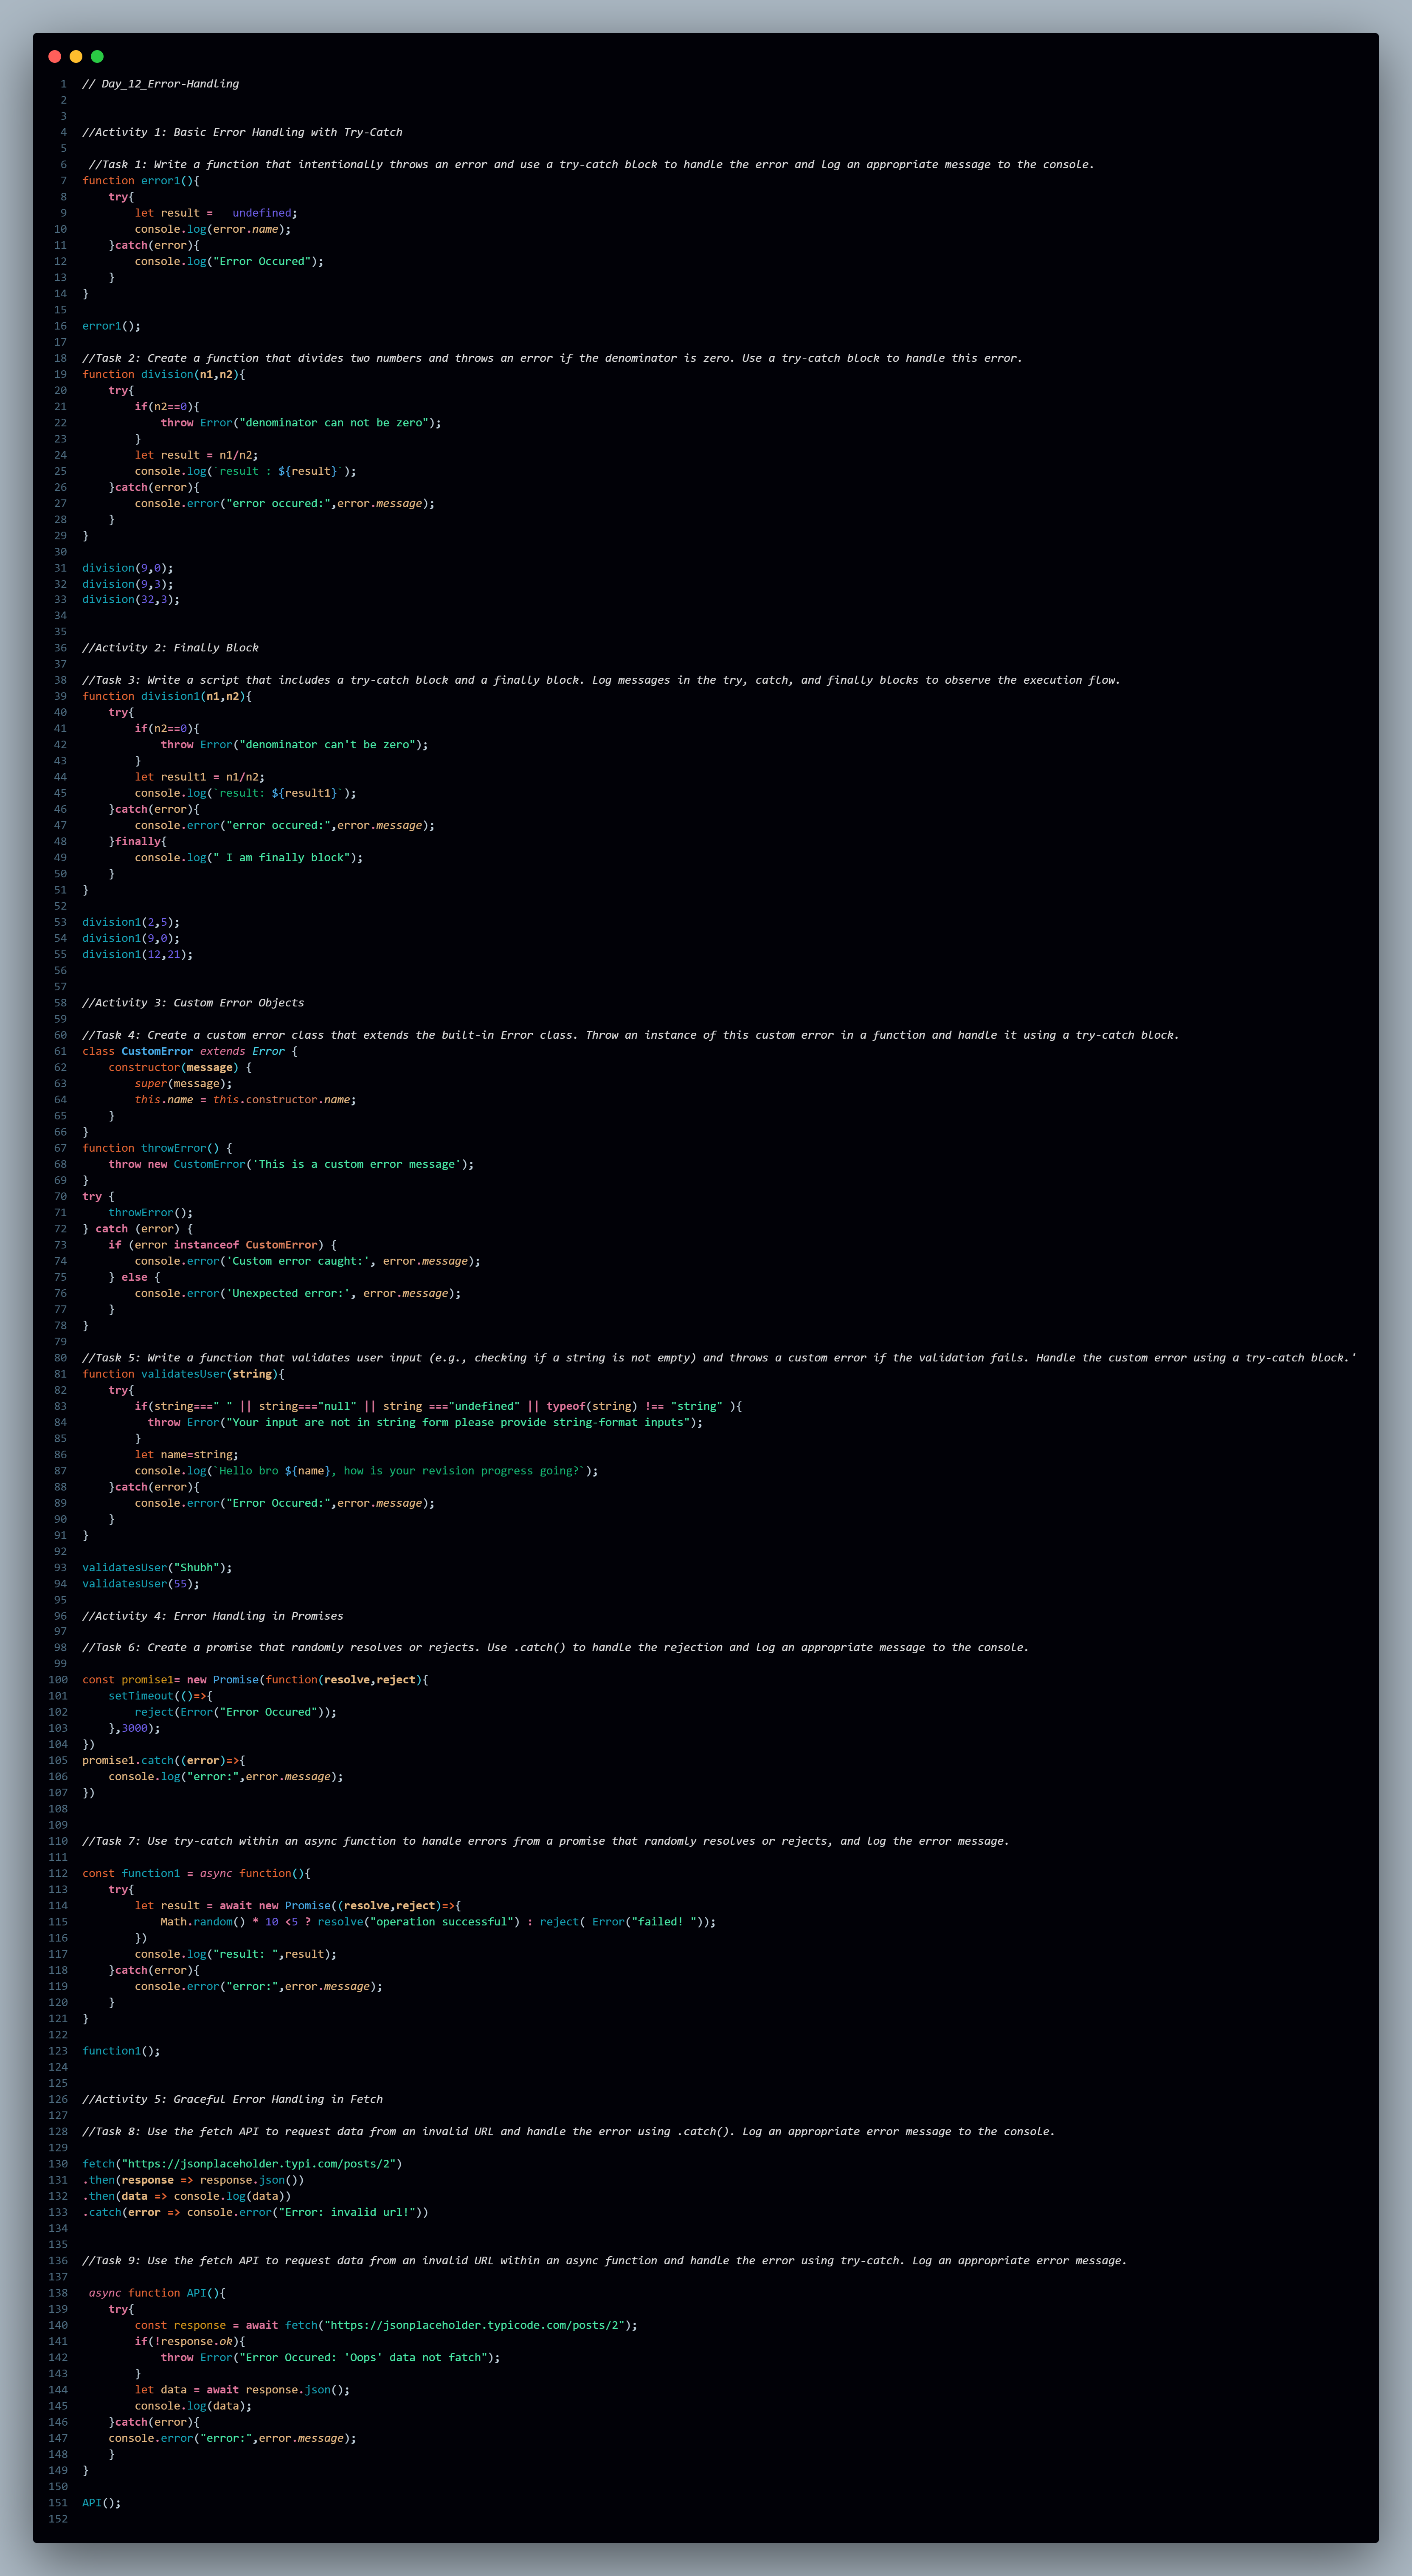 1 // Day_12_Error-Handling
2
3
4 //Activity 1: Basic Error Handling with Try-Catch
5
6  //Task 1: Write a function that intentionally throws an error and use a try-catch block to handle the error and log an appropriate message to the console.
7 function error1(){
8     try{
9         let result =   undefined;
10         console.log(error.name);
11     }catch(error){
12         console.log("Error Occured");
13     }
14 }
15
16 error1();
17
18 //Task 2: Create a function that divides two numbers and throws an error if the denominator is zero. Use a try-catch block to handle this error.
19 function division(n1,n2){
20     try{
21         if(n2==0){
22             throw Error("denominator can not be zero");
23         }
24         let result = n1/n2;
25         console.log(`result : ${result}`);
26     }catch(error){
27         console.error("error occured:",error.message);
28     }
29 }
30
31 division(9,0);
32 division(9,3);
33 division(32,3);
34
35
36 //Activity 2: Finally Block
37
38 //Task 3: Write a script that includes a try-catch block and a finally block. Log messages in the try, catch, and finally blocks to observe the execution flow.
39 function division1(n1,n2){
40     try{
41         if(n2==0){
42             throw Error("denominator can't be zero");
43         }
44         let result1 = n1/n2;
45         console.log(`result: ${result1}`);
46     }catch(error){
47         console.error("error occured:",error.message);
48     }finally{
49         console.log(" I am finally block");
50     }
51 }
52
53 division1(2,5);
54 division1(9,0);
55 division1(12,21);
56
57
58 //Activity 3: Custom Error Objects
59
60 //Task 4: Create a custom error class that extends the built-in Error class. Throw an instance of this custom error in a function and handle it using a try-catch block.
61 class CustomError extends Error {
62     constructor(message) {
63         super(message);
64         this.name = this.constructor.name;
65     }
66 }
67 function throwError() {
68     throw new CustomError('This is a custom error message');
69 }
70 try {
71     throwError();
72 } catch (error) {
73     if (error instanceof CustomError) {
74         console.error('Custom error caught:', error.message);
75     } else {
76         console.error('Unexpected error:', error.message);
77     }
78 }
79
80 //Task 5: Write a function that validates user input (e.g., checking if a string is not empty) and throws a custom error if the validation fails. Handle the custom error using a try-catch block.'
81 function validatesUser(string){
82     try{
83         if(string===" " || string==="null" || string ==="undefined" || typeof(string) !== "string" ){
84           throw Error("Your input are not in string form please provide string-format inputs");
85         }
86         let name=string;
87         console.log(`Hello bro ${name}, how is your revision progress going?`);
88     }catch(error){
89         console.error("Error Occured:",error.message);
90     }
91 }
92
93 validatesUser("Shubh");
94 validatesUser(55);
95
96 //Activity 4: Error Handling in Promises
97
98 //Task 6: Create a promise that randomly resolves or rejects. Use .catch() to handle the rejection and log an appropriate message to the console.
99
100 const promise1= new Promise(function(resolve,reject){
101     setTimeout(()=>{
102         reject(Error("Error Occured"));
103     },3000);
104 })
105 promise1.catch((error)=>{
106     console.log("error:",error.message);
107 })
108
109
110 //Task 7: Use try-catch within an async function to handle errors from a promise that randomly resolves or rejects, and log the error message.
111
112 const function1 = async function(){
113     try{
114         let result = await new Promise((resolve,reject)=>{
115             Math.random() * 10 <5 ? resolve("operation successful") : reject( Error("failed! "));
116         })
117         console.log("result: ",result);
118     }catch(error){
119         console.error("error:",error.message);
120     }
121 }
122
123 function1();
124
125
126 //Activity 5: Graceful Error Handling in Fetch
127
128 //Task 8: Use the fetch API to request data from an invalid URL and handle the error using .catch(). Log an appropriate error message to the console.
129
130 fetch("https://jsonplaceholder.typi.com/posts/2")
131 .then(response => response.json())
132 .then(data => console.log(data))
133 .catch(error => console.error("Error: invalid url!"))
134
135
136 //Task 9: Use the fetch API to request data from an invalid URL within an async function and handle the error using try-catch. Log an appropriate error message.
137
138  async function API(){
139     try{
140         const response = await fetch("https://jsonplaceholder.typicode.com/posts/2");
141         if(!response.ok){
142             throw Error("Error Occured: 'Oops' data not fatch");
143         }
144         let data = await response.json();
145         console.log(data);
146     }catch(error){
147     console.error("error:",error.message);
148     }
149 }
150
151 API();
152